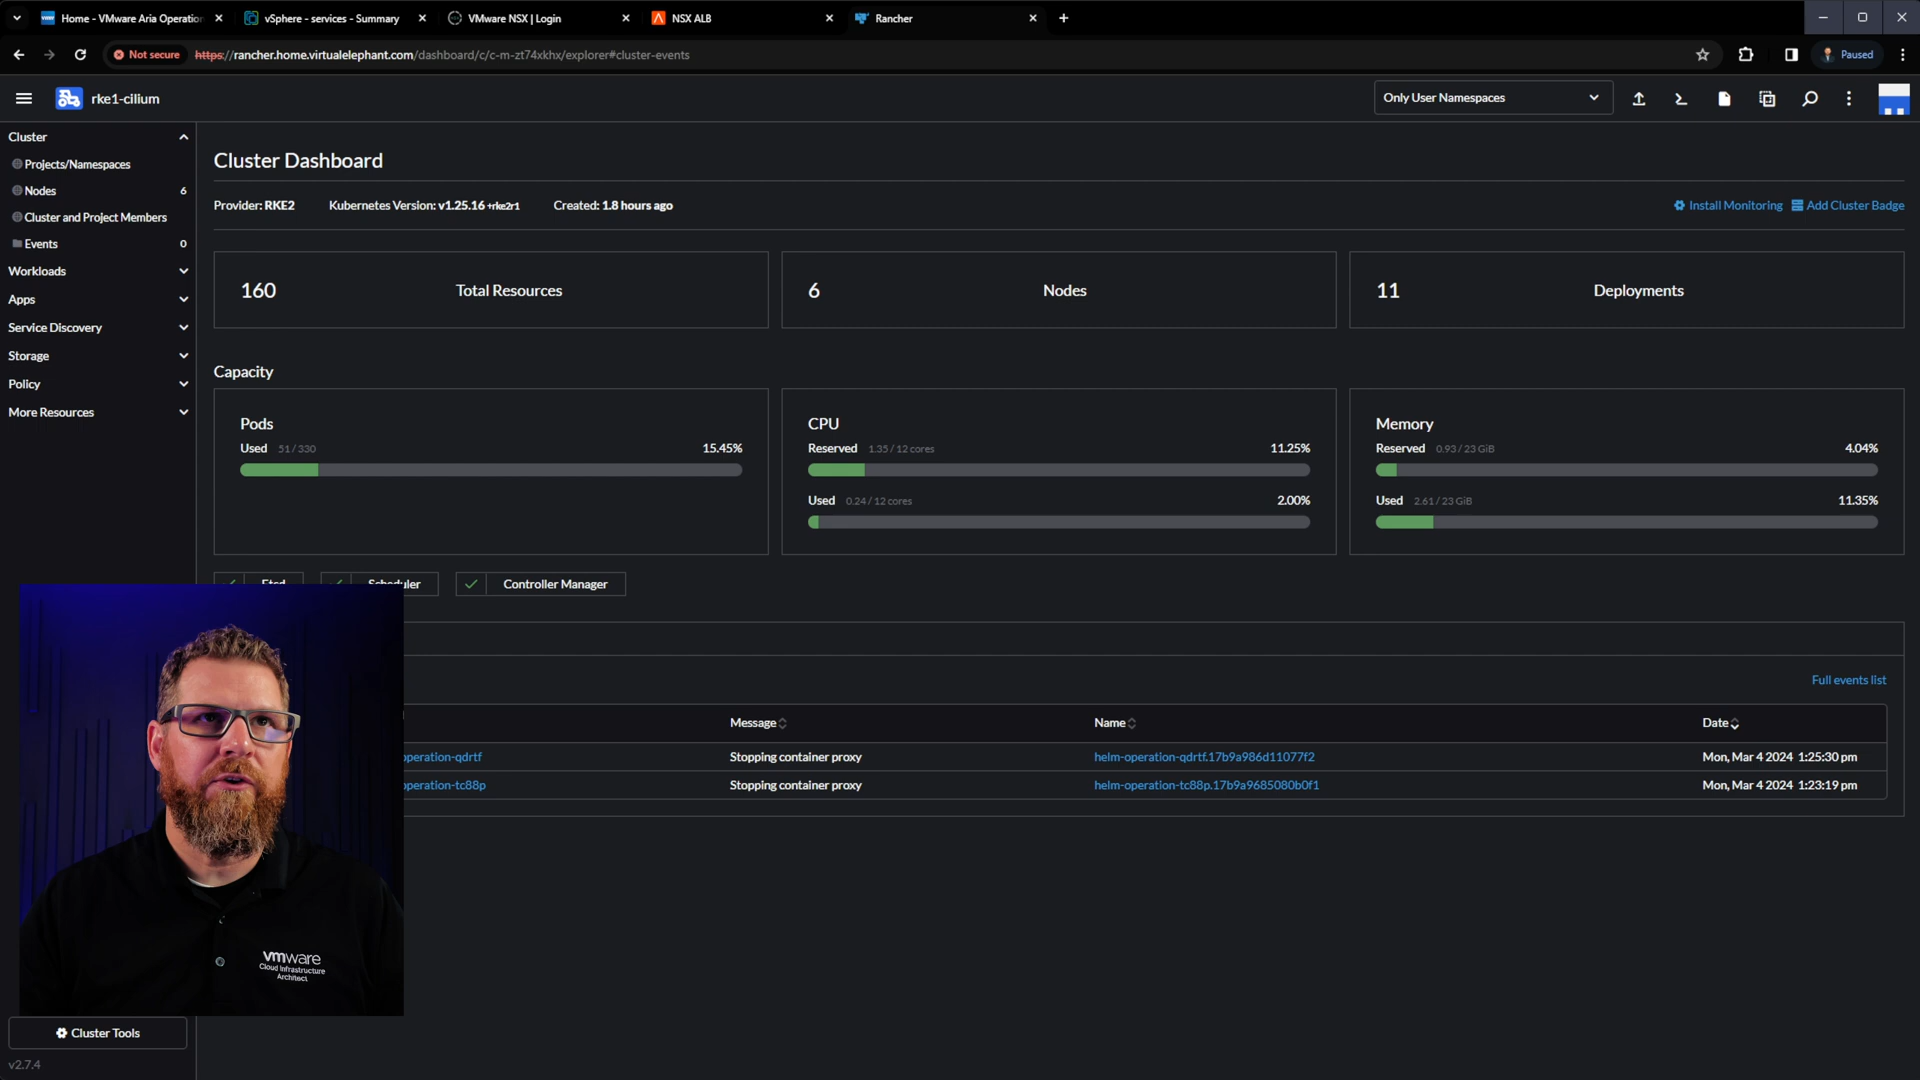 Home - VMware Aria Operation
vSphere - services - Summary
VMware NSX | Login
NSX ALB
Rancher
Not secure
https://rancher.home.virtualelephant.com/dashboard/c/c-m-zt74xkhx/explorer#cluster-events
Paused
rke1-cilium
Only User Namespaces
Cluster
Projects/Namespaces
Nodes 6
Cluster and Project Members
Events 0
Workloads
Apps
Service Discovery
Storage
Policy
More Resources
Cluster Dashboard
Provider: RKE2 Kubernetes Version: v1.25.16 +rke2r1 Created: 1.8 hours ago
Install Monitoring Add Cluster Badge
160 Total Resources
6 Nodes
11 Deployments
Capacity
Pods
Used 51 / 330 15.45%
CPU
Reserved 1.35 / 12 cores 11.25%
Used 0.24 / 12 cores 2.00%
Memory
Reserved 0.93 / 23 GiB 4.04%
Used 2.61 / 23 GiB 11.35%
Etcd Scheduler Controller Manager
Full events list
Message Name Date
operation-qdrtf Stopping container proxy helm-operation-qdrtf.17b9a986d11077f2 Mon, Mar 4 2024 1:25:30 pm
operation-tc88p Stopping container proxy helm-operation-tc88p.17b9a9685080b0f1 Mon, Mar 4 2024 1:23:19 pm
vmware
Cloud Infrastructure
Architect
Cluster Tools
v2.7.4